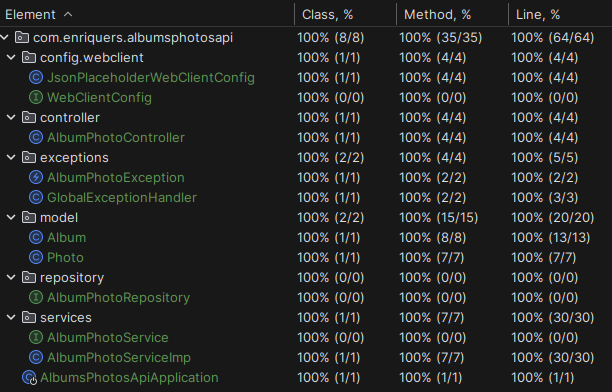 Element Class, % Method, % Line, %
com.enriquers.albumsphotosapi 100% (8/8) 100% (35/35) 100% (64/64)
config.webclient 100% (1/1) 100% (4/4) 100% (4/4)
JsonPlaceholderWebClientConfig 100% (1/1) 100% (4/4) 100% (4/4)
WebClientConfig 100% (0/0) 100% (0/0) 100% (0/0)
controller 100% (1/1) 100% (4/4) 100% (4/4)
AlbumPhotoController 100% (1/1) 100% (4/4) 100% (4/4)
exceptions 100% (2/2) 100% (4/4) 100% (5/5)
AlbumPhotoException 100% (1/1) 100% (2/2) 100% (2/2)
GlobalExceptionHandler 100% (1/1) 100% (2/2) 100% (3/3)
model 100% (2/2) 100% (15/15) 100% (20/20)
Album 100% (1/1) 100% (8/8) 100% (13/13)
Photo 100% (1/1) 100% (7/7) 100% (7/7)
repository 100% (0/0) 100% (0/0) 100% (0/0)
AlbumPhotoRepository 100% (0/0) 100% (0/0) 100% (0/0)
services 100% (1/1) 100% (7/7) 100% (30/30)
AlbumPhotoService 100% (0/0) 100% (0/0) 100% (0/0)
AlbumPhotoServiceImp 100% (1/1) 100% (7/7) 100% (30/30)
AlbumsPhotosApiApplication 100% (1/1) 100% (1/1) 100% (1/1)